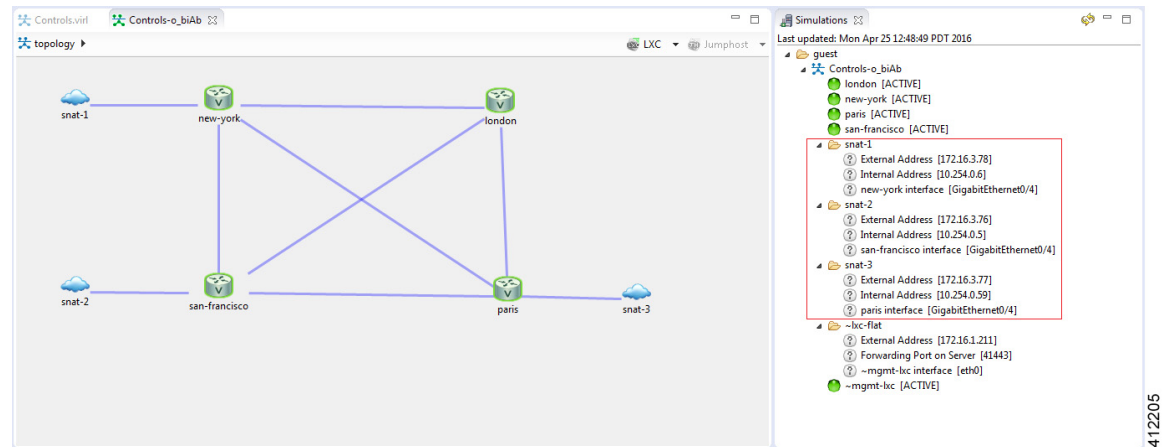 Controls.virl
Controls-o_biAb
topology
LXC
Jumphost
snat-1
new-york
london
snat-2
san-francisco
paris
snat-3
Simulations
Last updated: Mon Apr 25 12:48:49 PDT 2016
guest
Controls-o_biAb
london [ACTIVE]
new-york [ACTIVE]
paris [ACTIVE]
san-francisco [ACTIVE]
snat-1
External Address [172.16.3.78]
Internal Address [10.254.0.6]
new-york interface [GigabitEthernet0/4]
snat-2
External Address [172.16.3.76]
Internal Address [10.254.0.5]
san-francisco interface [GigabitEthernet0/4]
snat-3
External Address [172.16.3.77]
Internal Address [10.254.0.59]
paris interface [GigabitEthernet0/4]
~lxc-flat
External Address [172.16.1.211]
Forwarding Port on Server [41443]
~mgmt-lxc interface [eth0]
~mgmt-lxc [ACTIVE]
412205